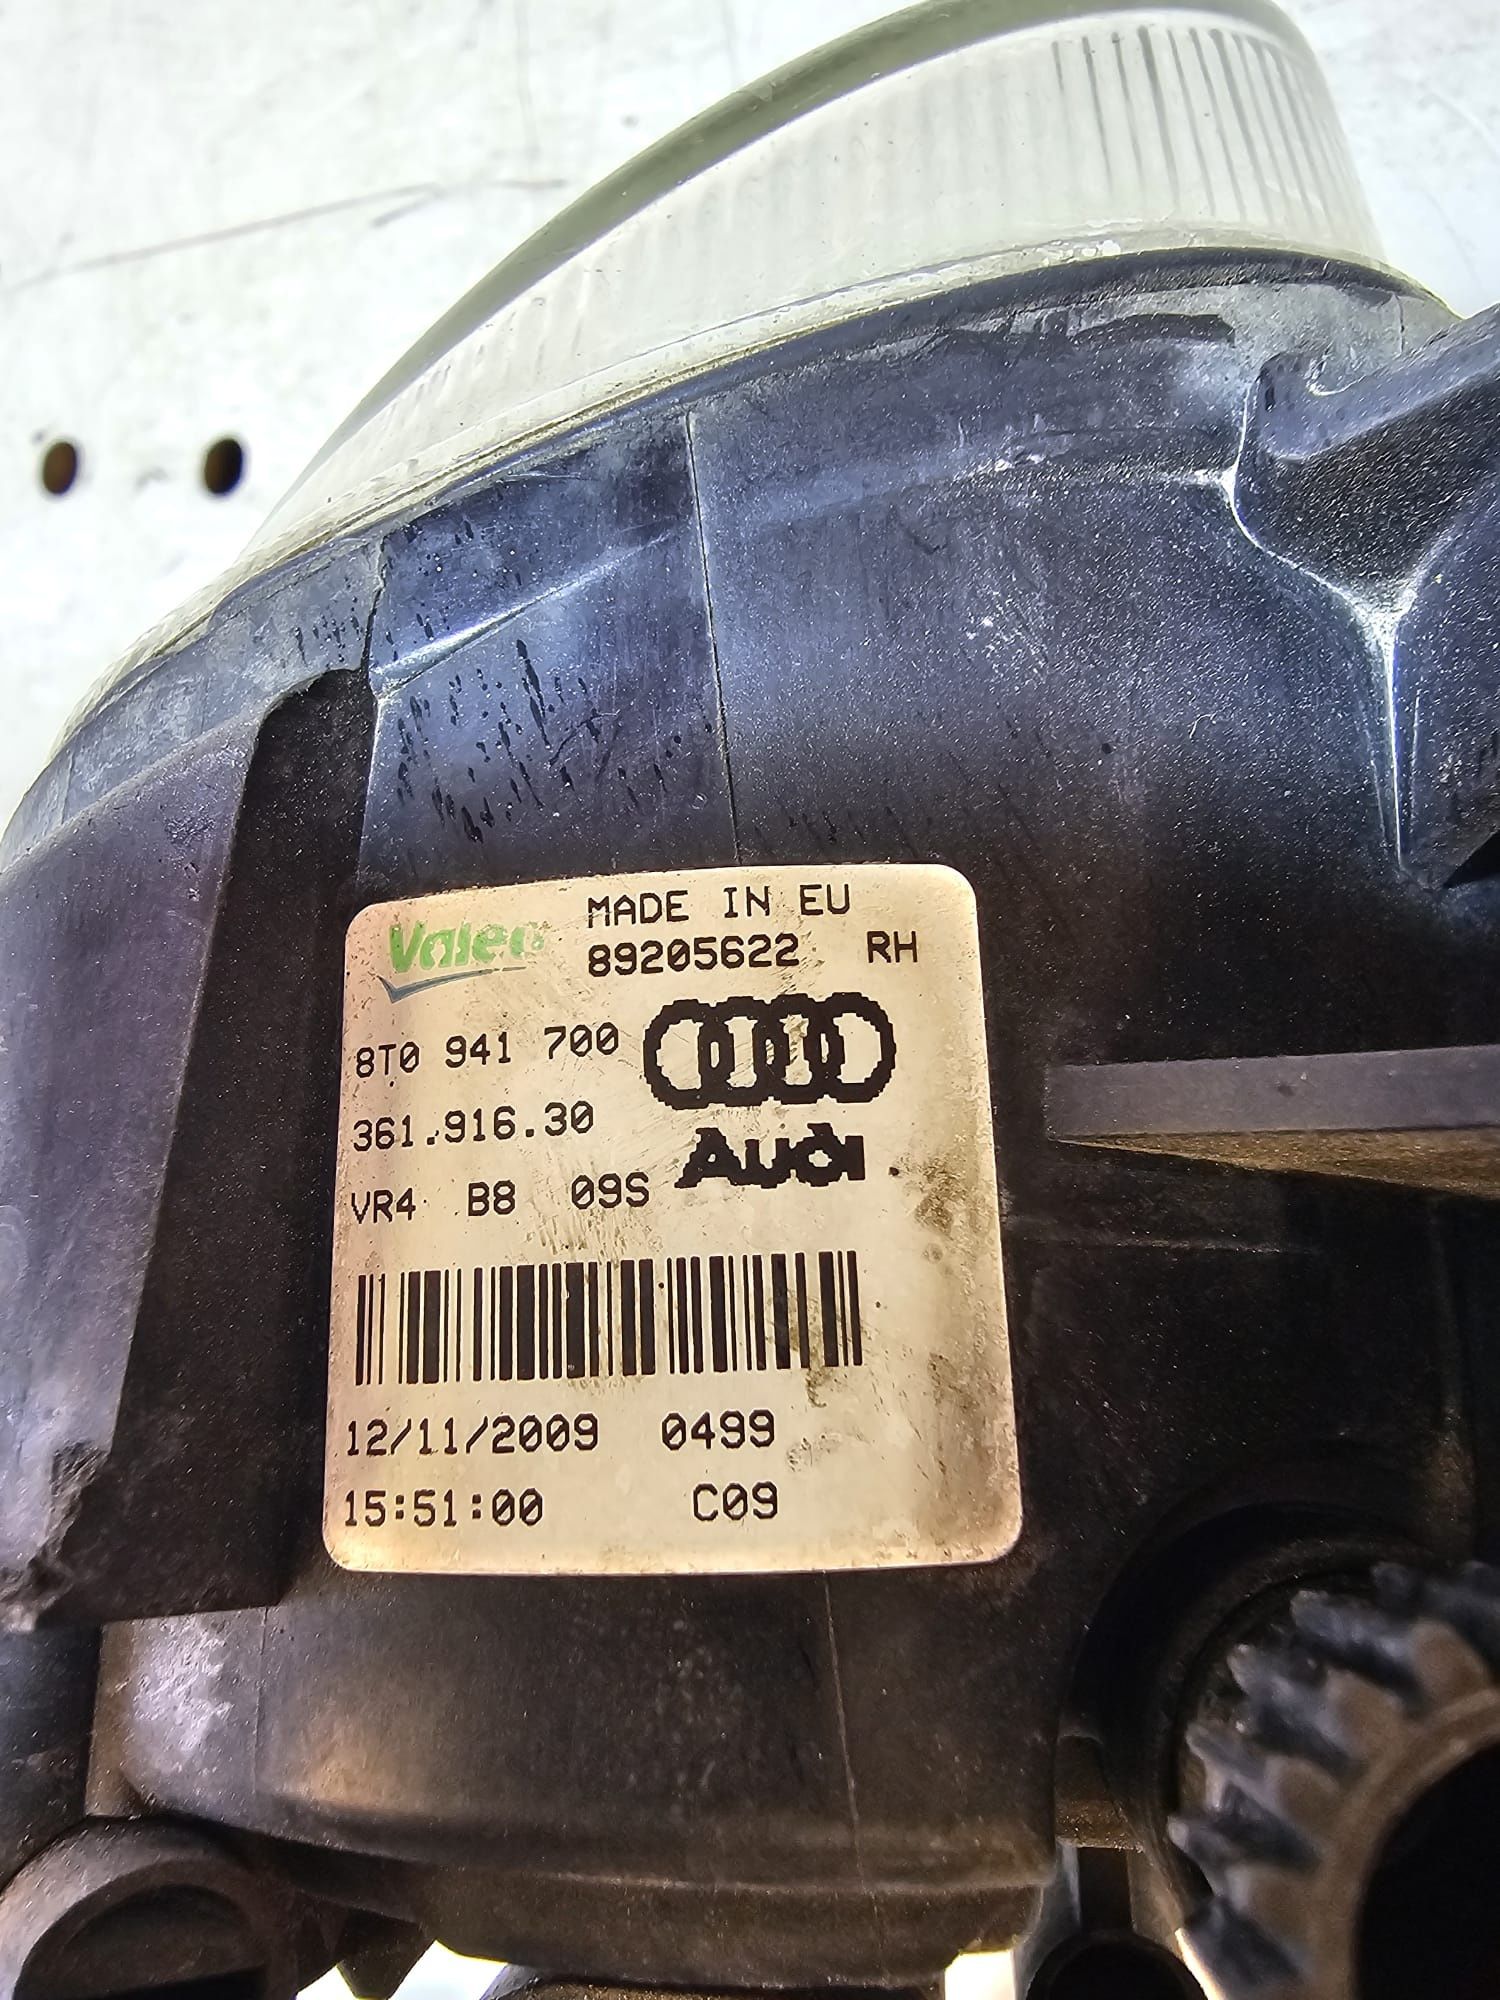 Valeo
MADE IN EU
89205622 RH
8T0 941 700
361.916.30
Audi
VR4 B8 09S
12/11/2009 0499
15:51:00 C09